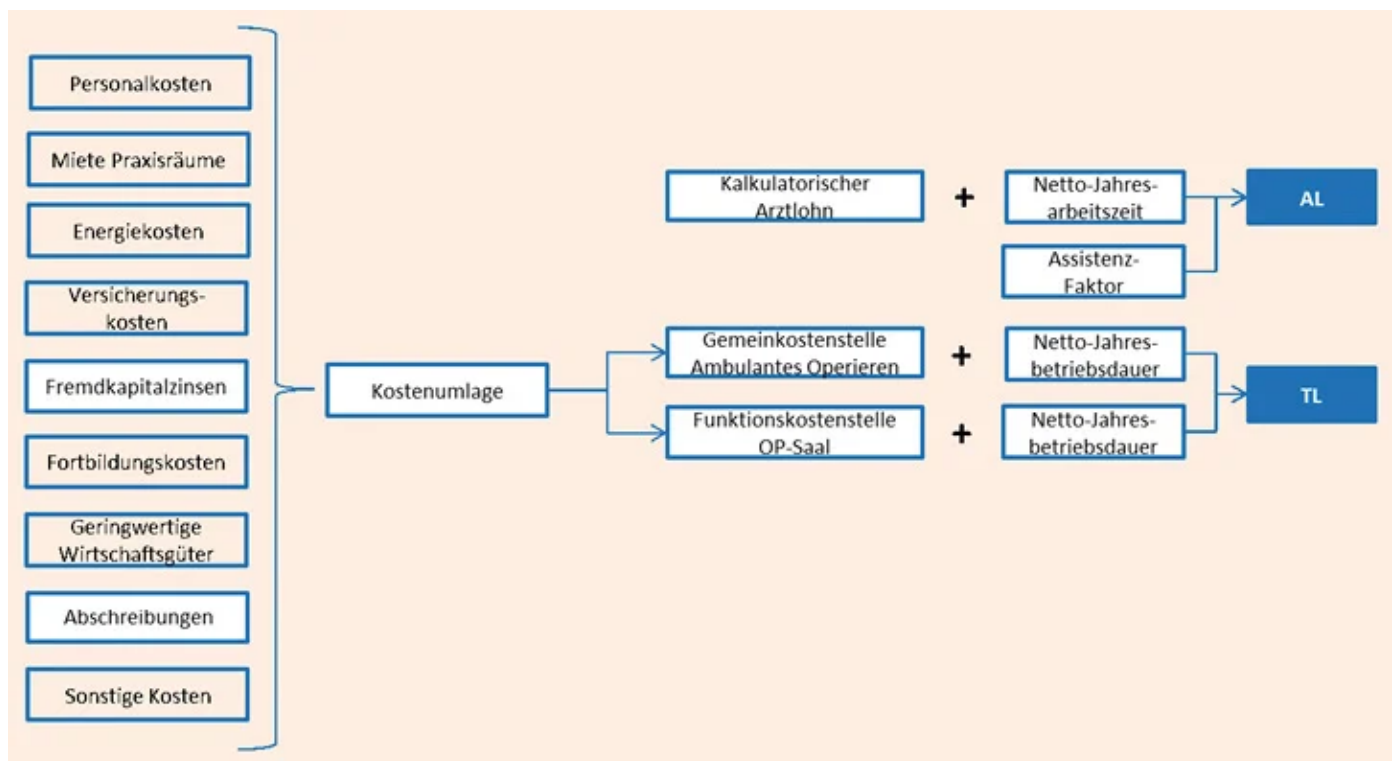 Personalkosten
Miete Praxisräume
Energiekosten
Versicherungs-
kosten
Fremdkapitalzinsen
Fortbildungskosten
Geringwertige
Wirtschaftsgüter
Abschreibungen
Sonstige Kosten
Kostenumlage
Kalkulatorischer
Arztlohn
+
Netto-Jahres-
arbeitszeit
Assistenz-
Faktor
AL
Gemeinkostenstelle
Ambulantes Operieren
+
Netto-Jahres-
betriebsdauer
Funktionskostenstelle
OP-Saal
+
Netto-Jahres-
betriebsdauer
TL